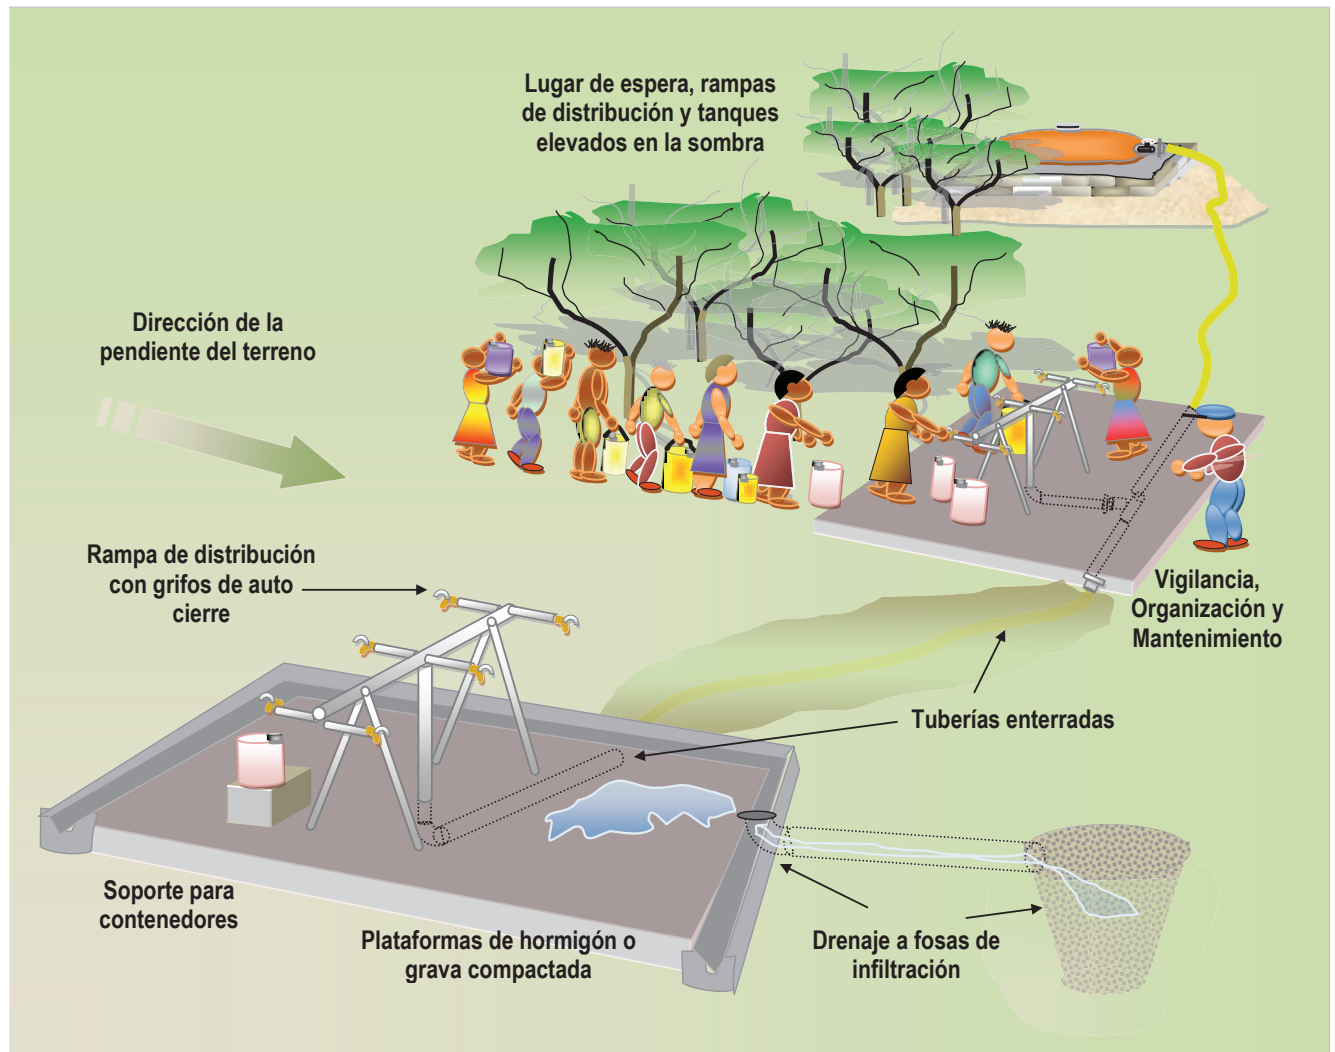 Lugar de espera, rampas
de distribución y tanques
elevados en la sombra
Dirección de la
pendiente del terreno
Rampa de distribución
con grifos de auto
cierre
Vigilancia,
Organización y
Mantenimiento
Tuberías enterradas
Soporte para
contenedores
Plataformas de hormigón o
grava compactada
Drenaje a fosas de
infiltración